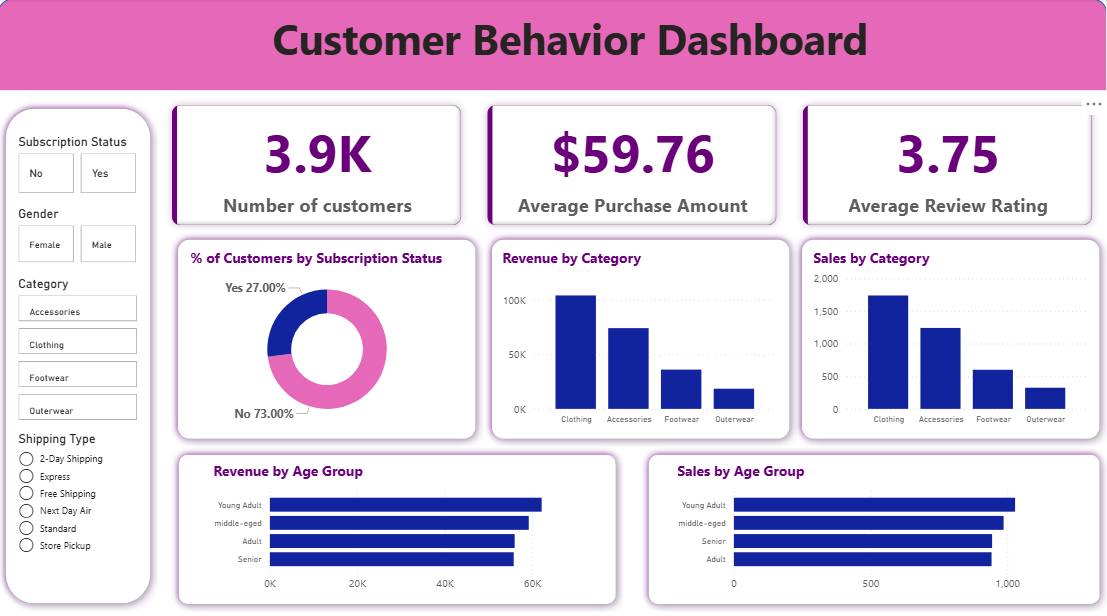 Customer Behavior Dashboard
Subscription Status
No
Yes
Gender
Female
Male
Category
Accessories
Clothing
Footwear
Outerwear
Shipping Type
2-Day Shipping
Express
Free Shipping
Next Day Air
Standard
Store Pickup
3.9K
Number of customers
$59.76
Average Purchase Amount
3.75
Average Review Rating
% of Customers by Subscription Status
Yes 27.00%
No 73.00%
Revenue by Category
100K
50K
0K
Clothing Accessories Footwear Outerwear
Sales by Category
2,000
1,500
1,000
500
0
Clothing Accessories Footwear Outerwear
Revenue by Age Group
Young Adult
middle-eged
Adult
Senior
0K 20K 40K 60K
Sales by Age Group
Young Adult
middle-eged
Senior
Adult
0 500 1,000